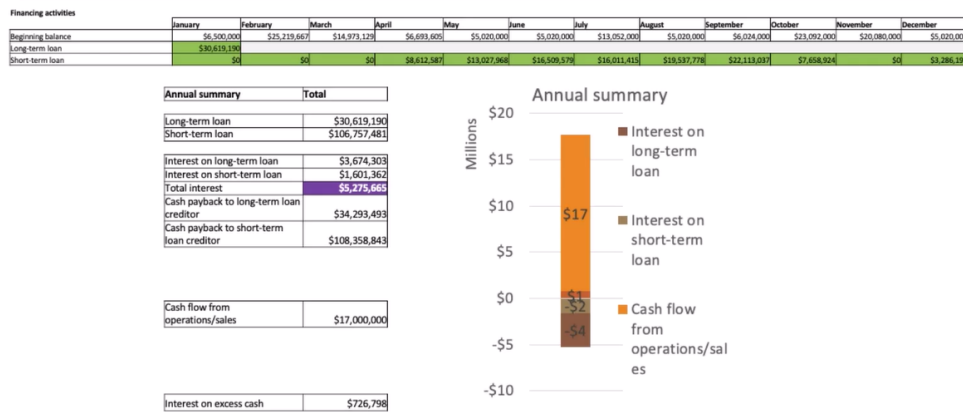 Financing activities
January February March April May June July August September October November December
Beginning balance $6,500,000 $25,219,667 $14,973,129 $6,693,605 $5,020,000 $5,020,000 $13,052,000 $5,020,000 $6,024,000 $23,092,000 $20,080,000 $5,020,00
Long-term loan $30,619,190
Short-term loan $0 $0 $0 $8,612,587 $13,027,968 $16,509,579 $16,011,415 $19,537,778 $22,113,037 $7,658,924 $0 $3,286,19
Annual summary Total
Long-term loan $30,619,190
Short-term loan $106,757,481
Interest on long-term loan $3,674,303
Interest on short-term loan $1,601,362
Total interest $5,275,665
Cash payback to long-term loan
creditor $34,293,493
Cash payback to short-term
loan creditor $108,358,843
Cash flow from
operations/sales $17,000,000
Interest on excess cash $726,798
Annual summary
Millions
$20
$15
$10
$5
$0
-$5
-$10
$17
$1
-$2
-$4
Interest on
long-term
loan
Interest on
short-term
loan
Cash flow
from
operations/sal
es